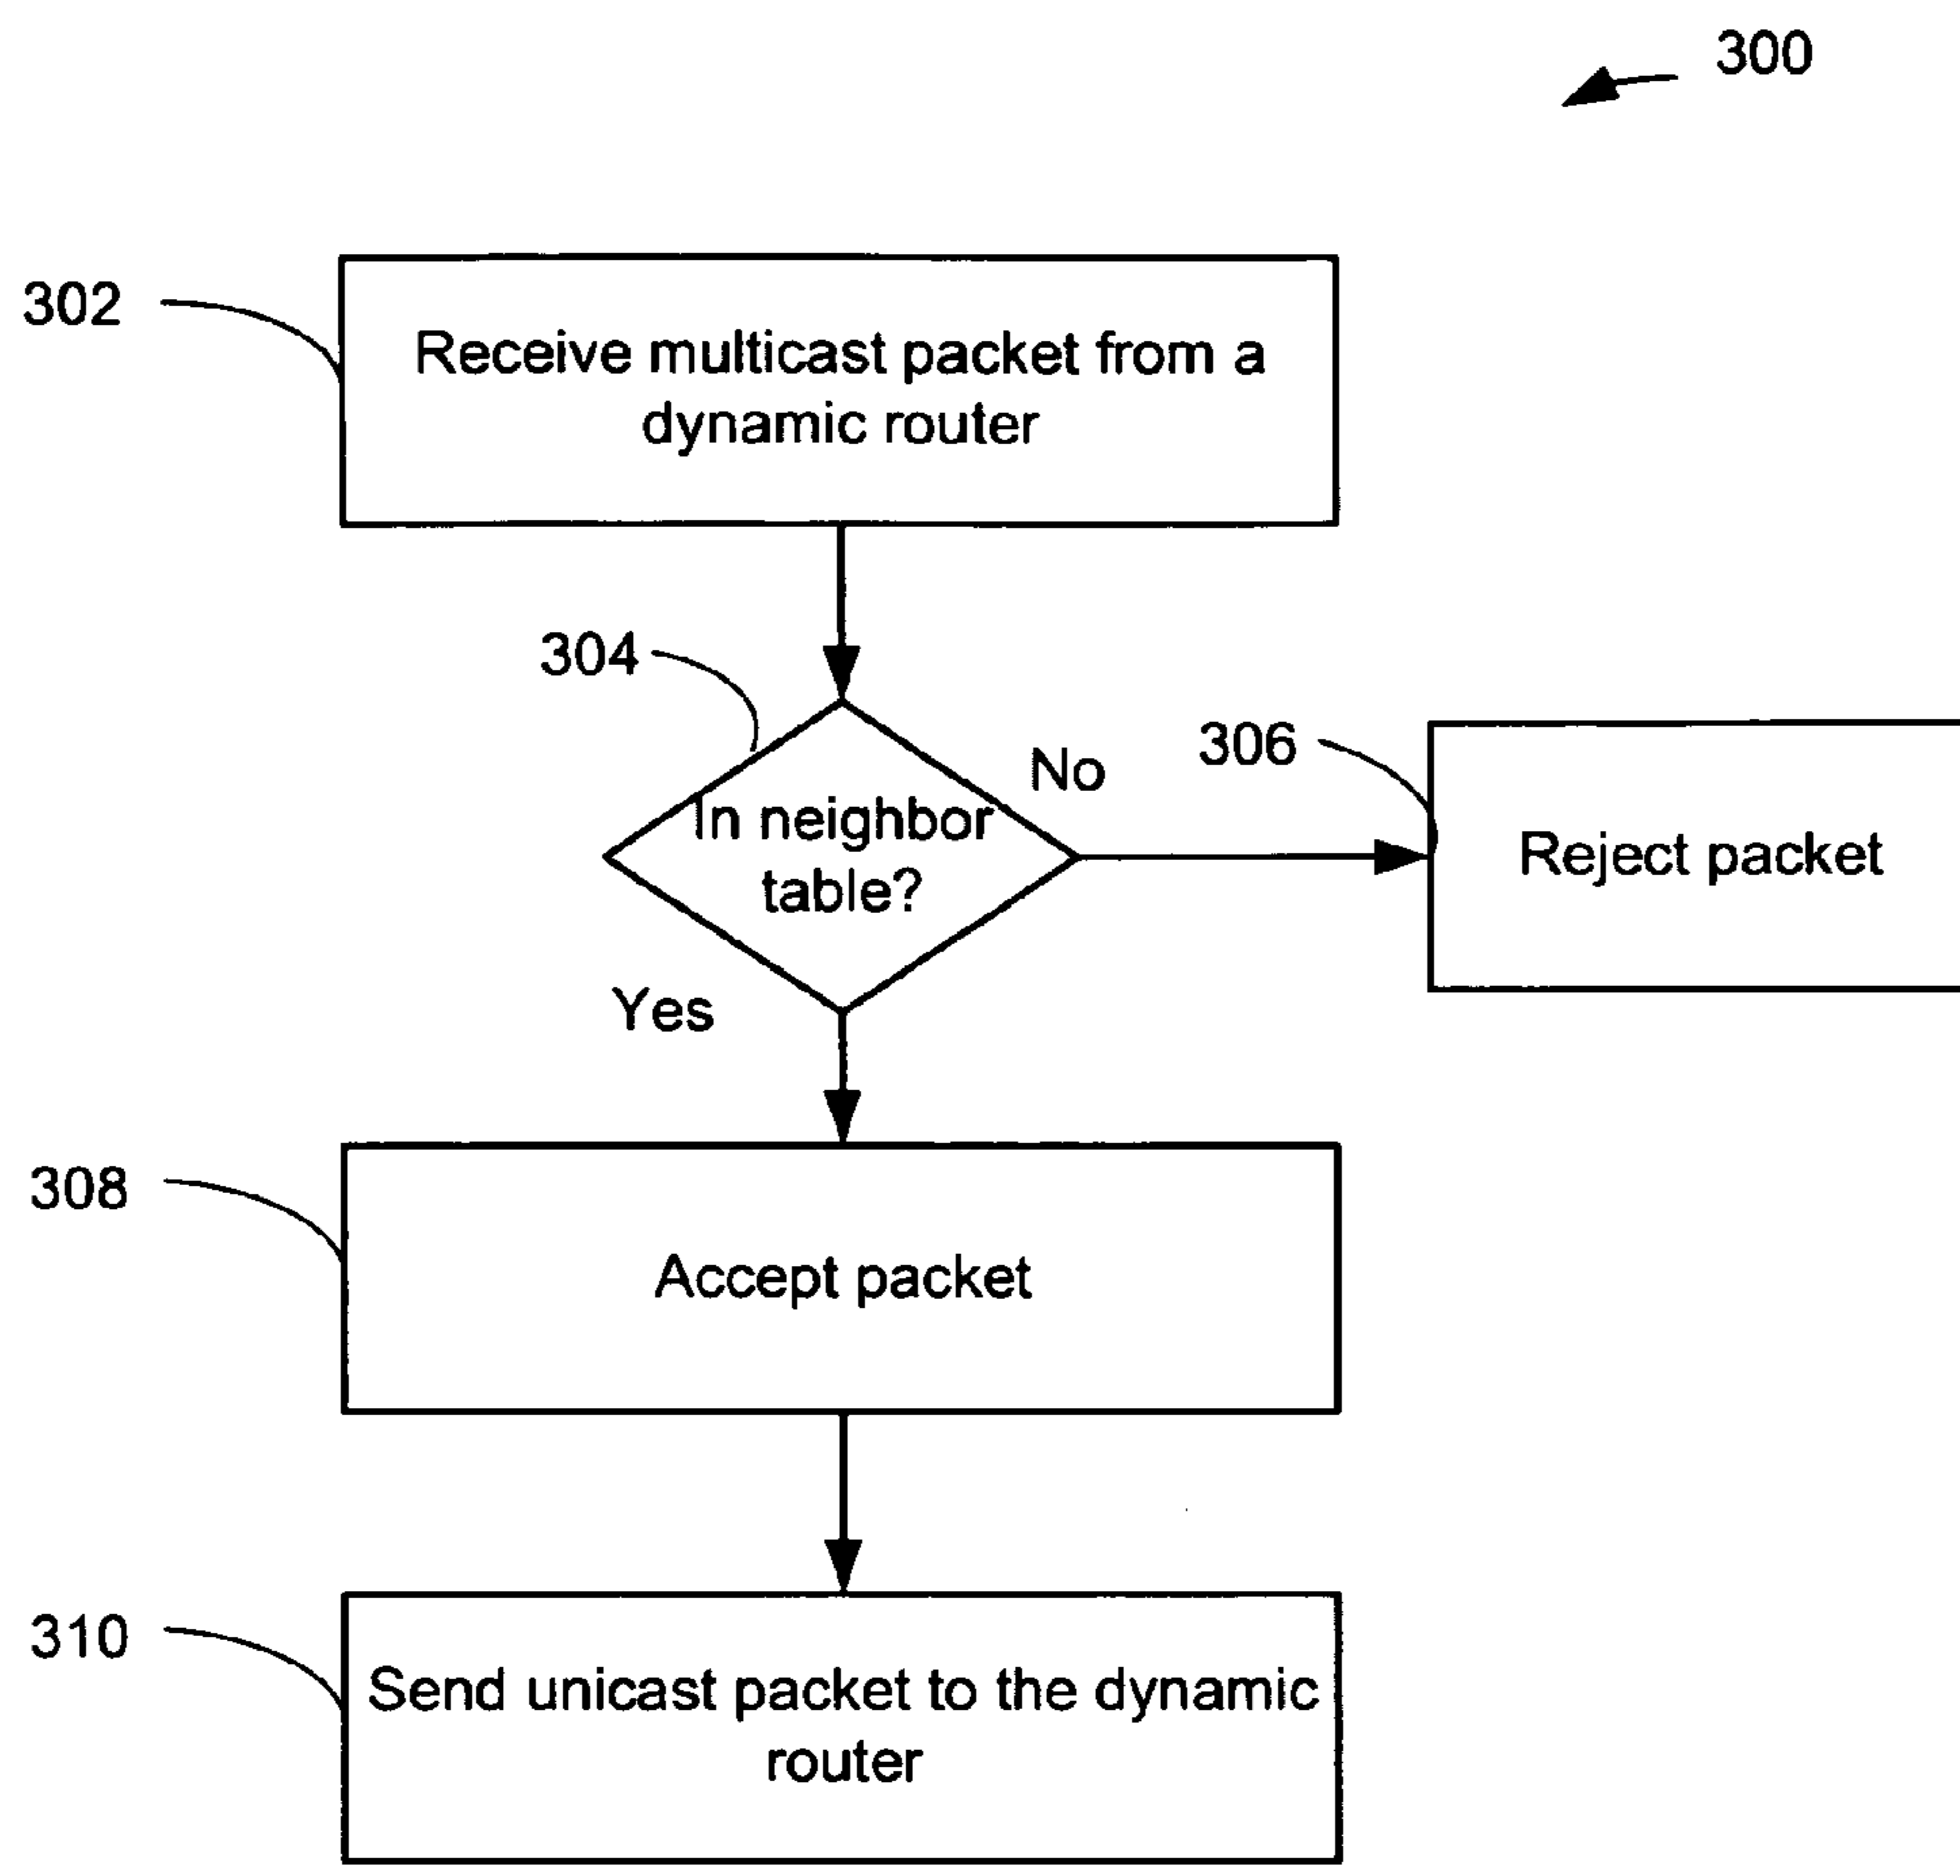 300
302
Receive multicast packet from a
dynamic router
304
No
306
In neighbor
table?
Reject packet
Yes
308
Accept packet
310
Send unicast packet to the dynamic
router